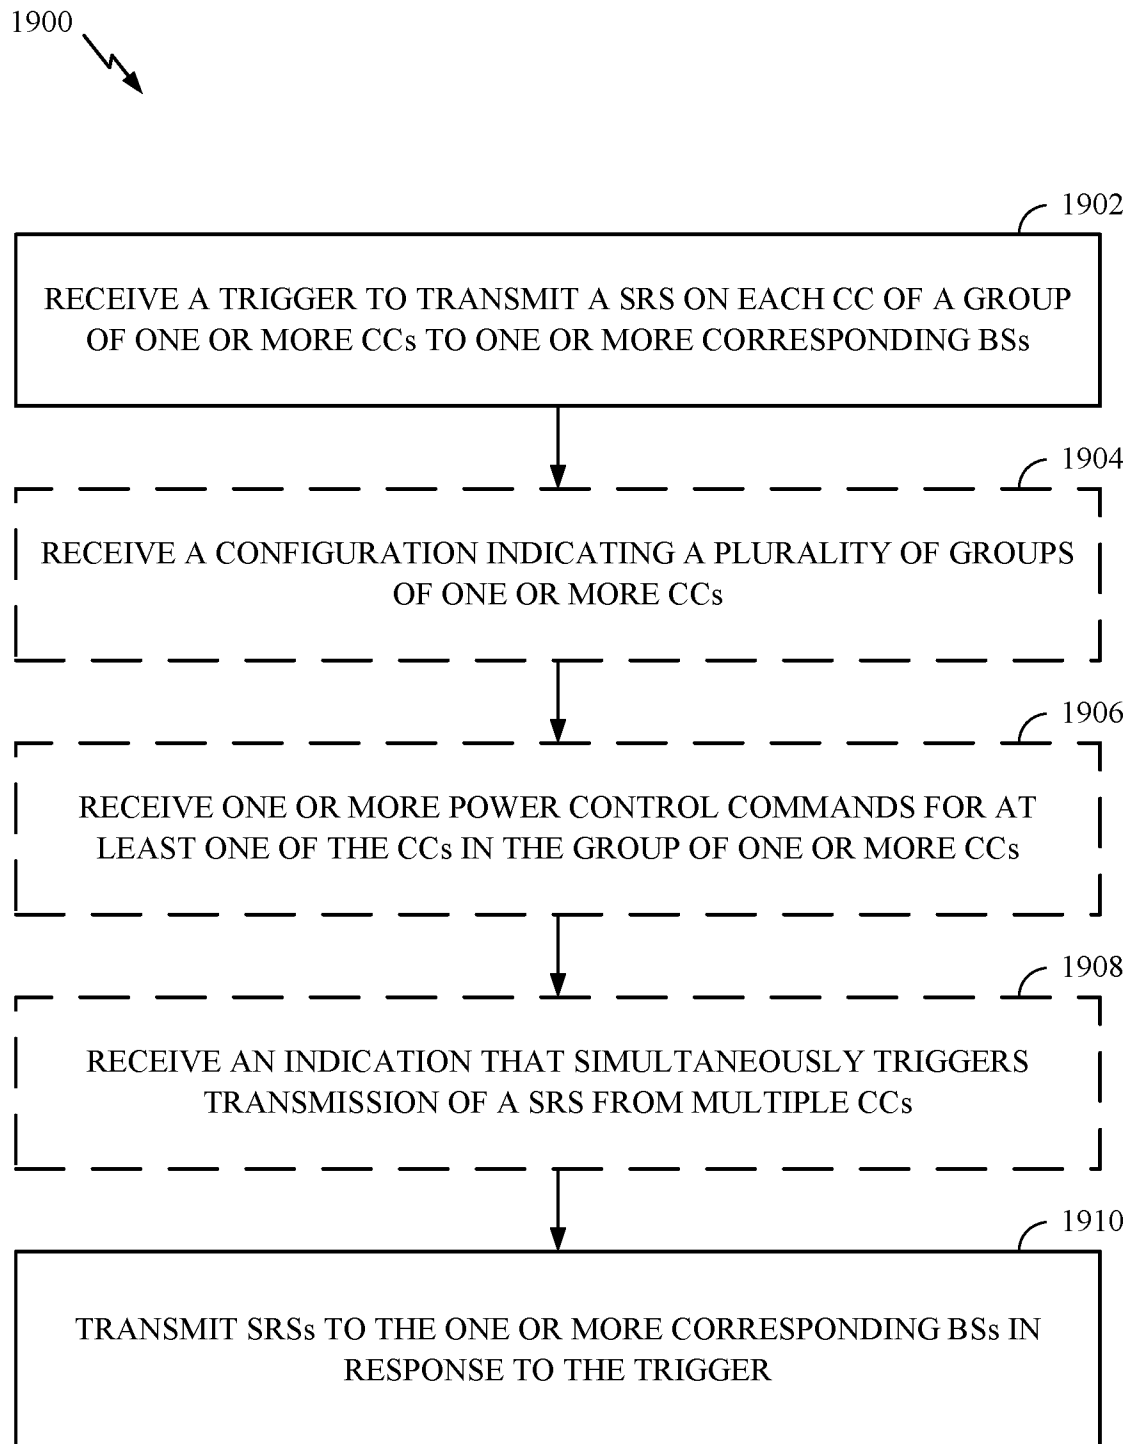 1900
1902
RECEIVE A TRIGGER TO TRANSMIT A SRS ON EACH CC OF A GROUP
OF ONE OR MORE CCs TO ONE OR MORE CORRESPONDING BSs
1904
RECEIVE A CONFIGURATION INDICATING A PLURALITY OF GROUPS
OF ONE OR MORE CCs
1906
RECEIVE ONE OR MORE POWER CONTROL COMMANDS FOR AT
LEAST ONE OF THE CCs IN THE GROUP OF ONE OR MORE CCs
1908
RECEIVE AN INDICATION THAT SIMULTANEOUSLY TRIGGERS
TRANSMISSION OF A SRS FROM MULTIPLE CCs
1910
TRANSMIT SRSs TO THE ONE OR MORE CORRESPONDING BSs IN
RESPONSE TO THE TRIGGER